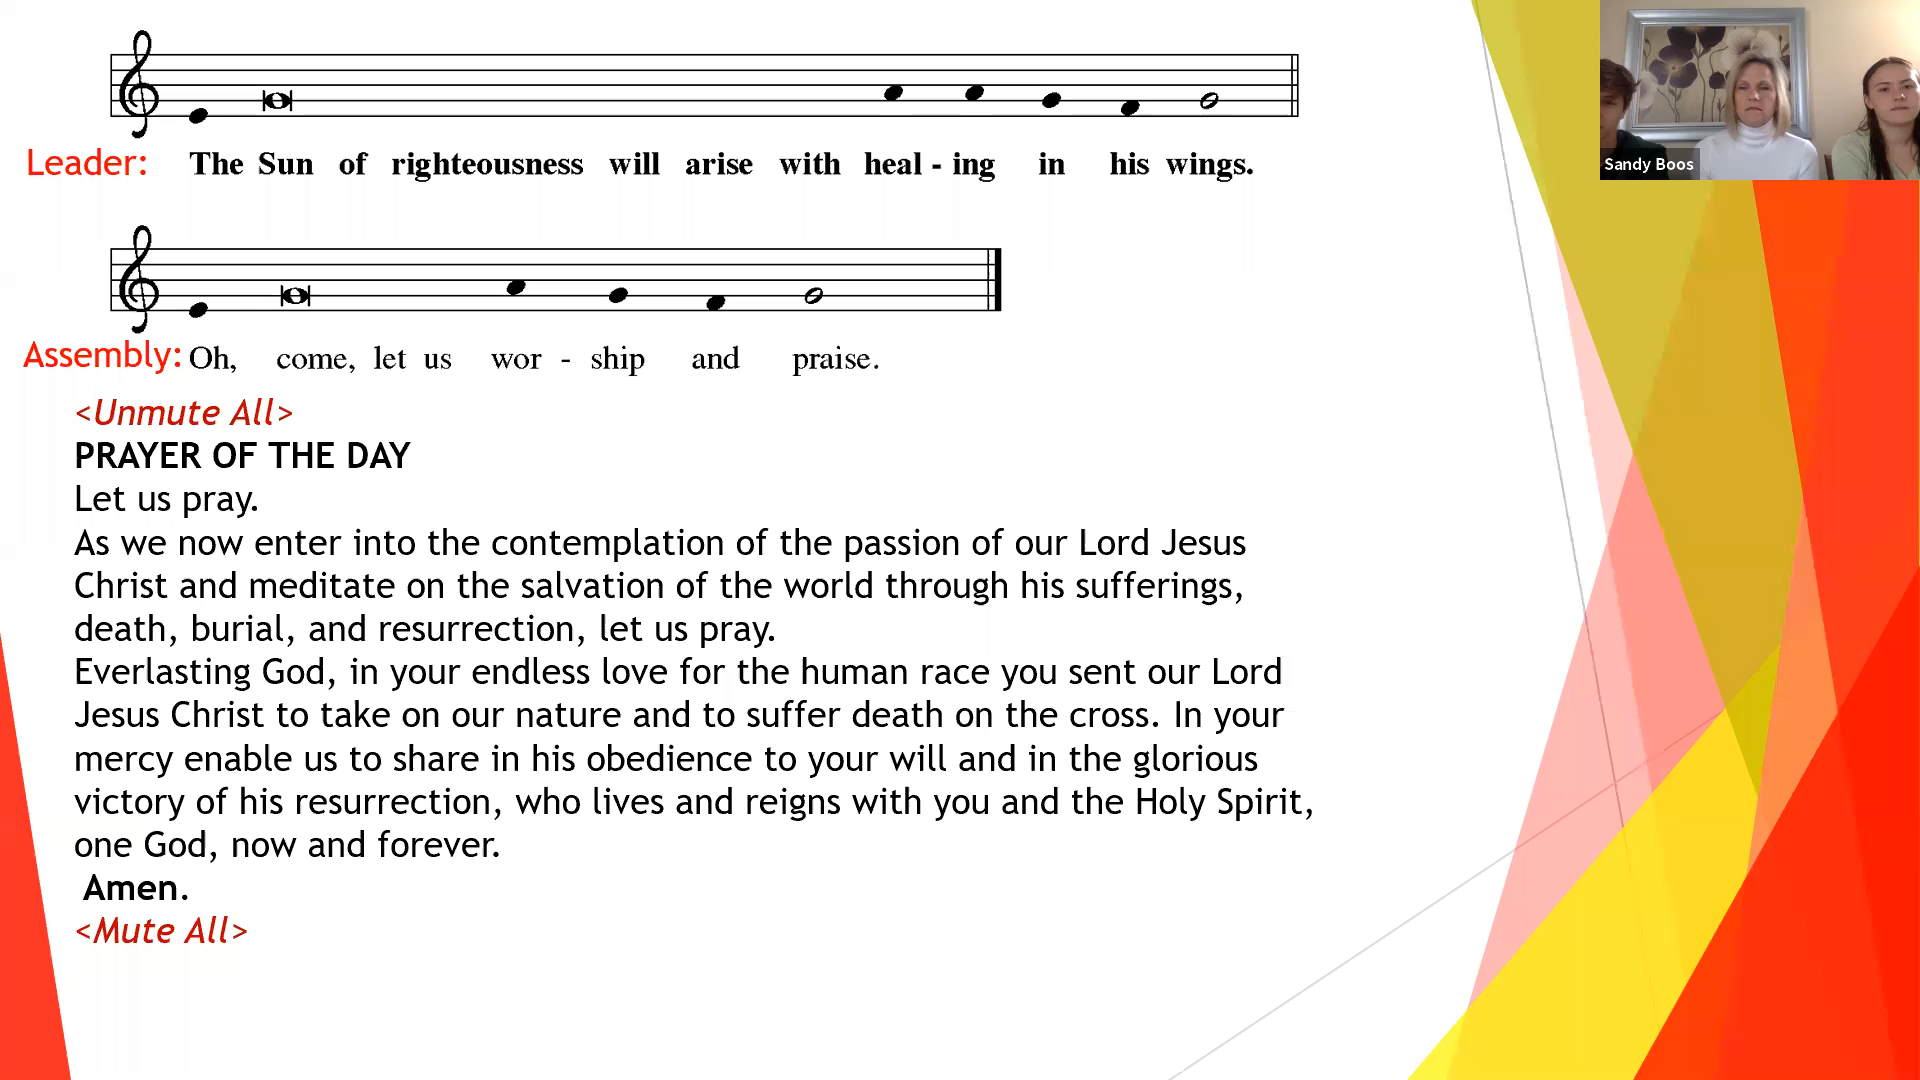 Leader: The Sun of righteousness will arise with heal - ing in his wings.
Sandy Boos
Assembly: Oh, come, let us wor - ship and praise.
<Unmute All>
PRAYER OF THE DAY
Let us pray.
As we now enter into the contemplation of the passion of our Lord Jesus
Christ and meditate on the salvation of the world through his sufferings,
death, burial, and resurrection, let us pray.
Everlasting God, in your endless love for the human race you sent our Lord
Jesus Christ to take on our nature and to suffer death on the cross. In your
mercy enable us to share in his obedience to your will and in the glorious
victory of his resurrection, who lives and reigns with you and the Holy Spirit,
one God, now and forever.
Amen.
<Mute All>